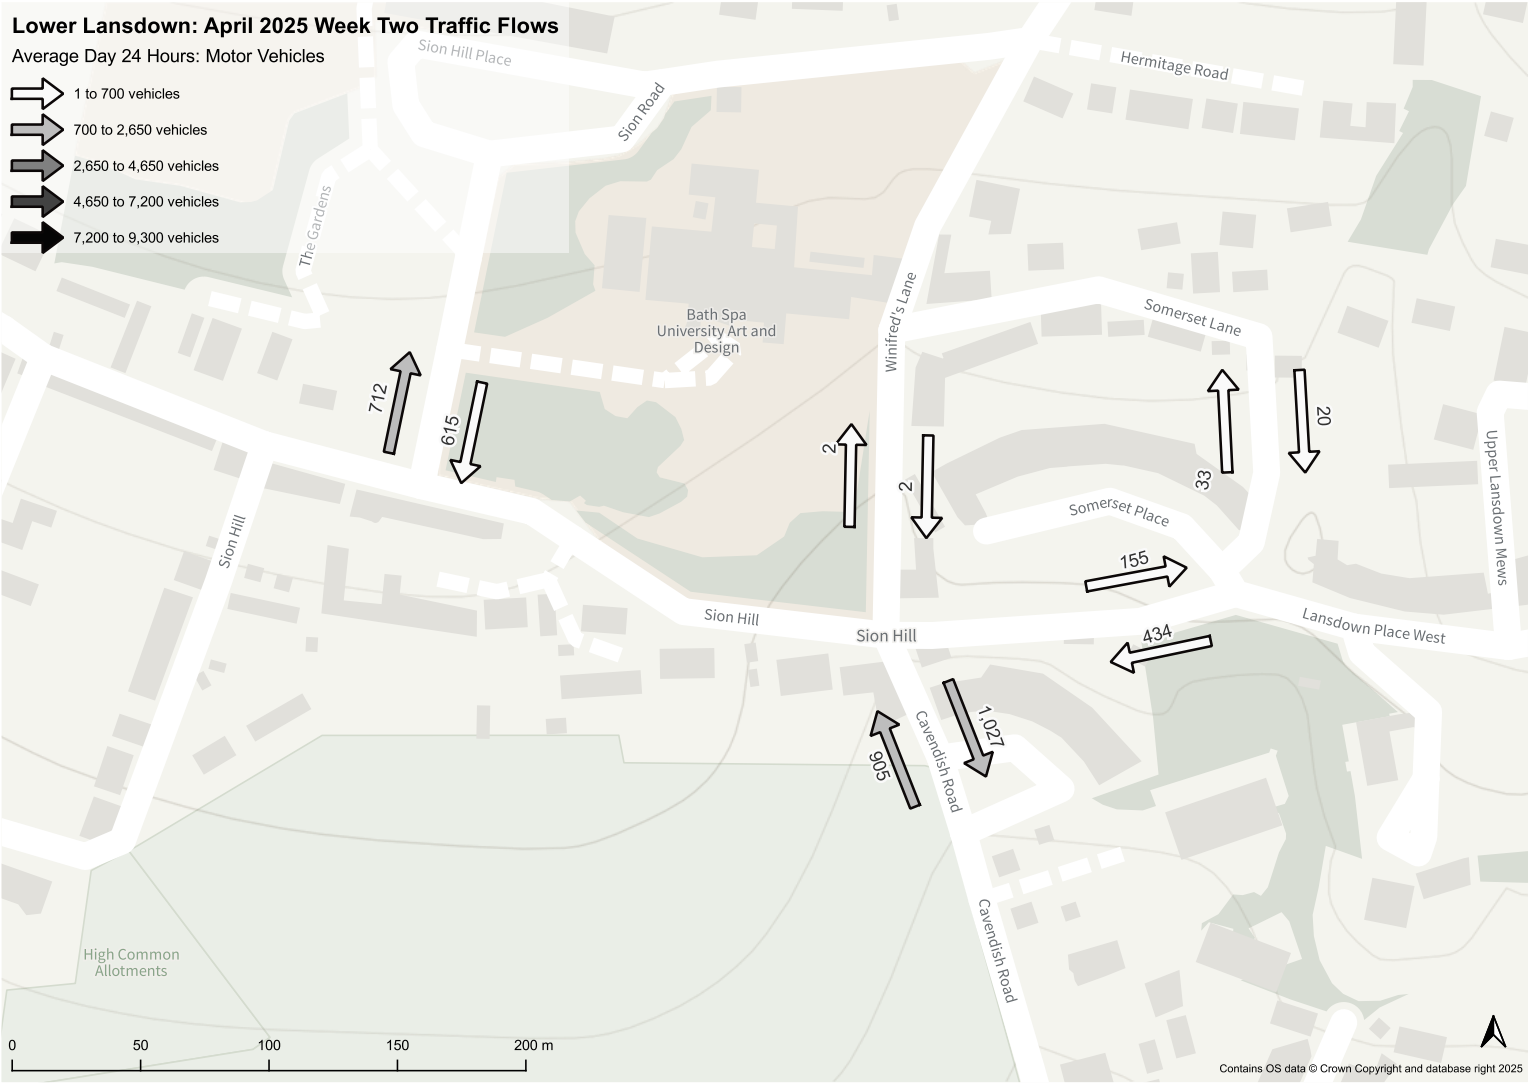 Lower Lansdown: April 2025 Week Two Traffic Flows
Average Day 24 Hours: Motor Vehicles
1 to 700 vehicles
700 to 2,650 vehicles
2,650 to 4,650 vehicles
4,650 to 7,200 vehicles
7,200 to 9,300 vehicles
Sion Hill Place
Sion Road
Hermitage Road
The Gardens
Winifred's Lane
Somerset Lane
Bath Spa
University Art and
Design
712
615
2
2
33
20
Upper Lansdown Mews
Somerset Place
Sion Hill
155
Sion Hill
Sion Hill
434
Lansdown Place West
1,027
905
Cavendish Road
Cavendish Road
High Common
Allotments
0 50 100 150 200 m
Contains OS data © Crown Copyright and database right 2025